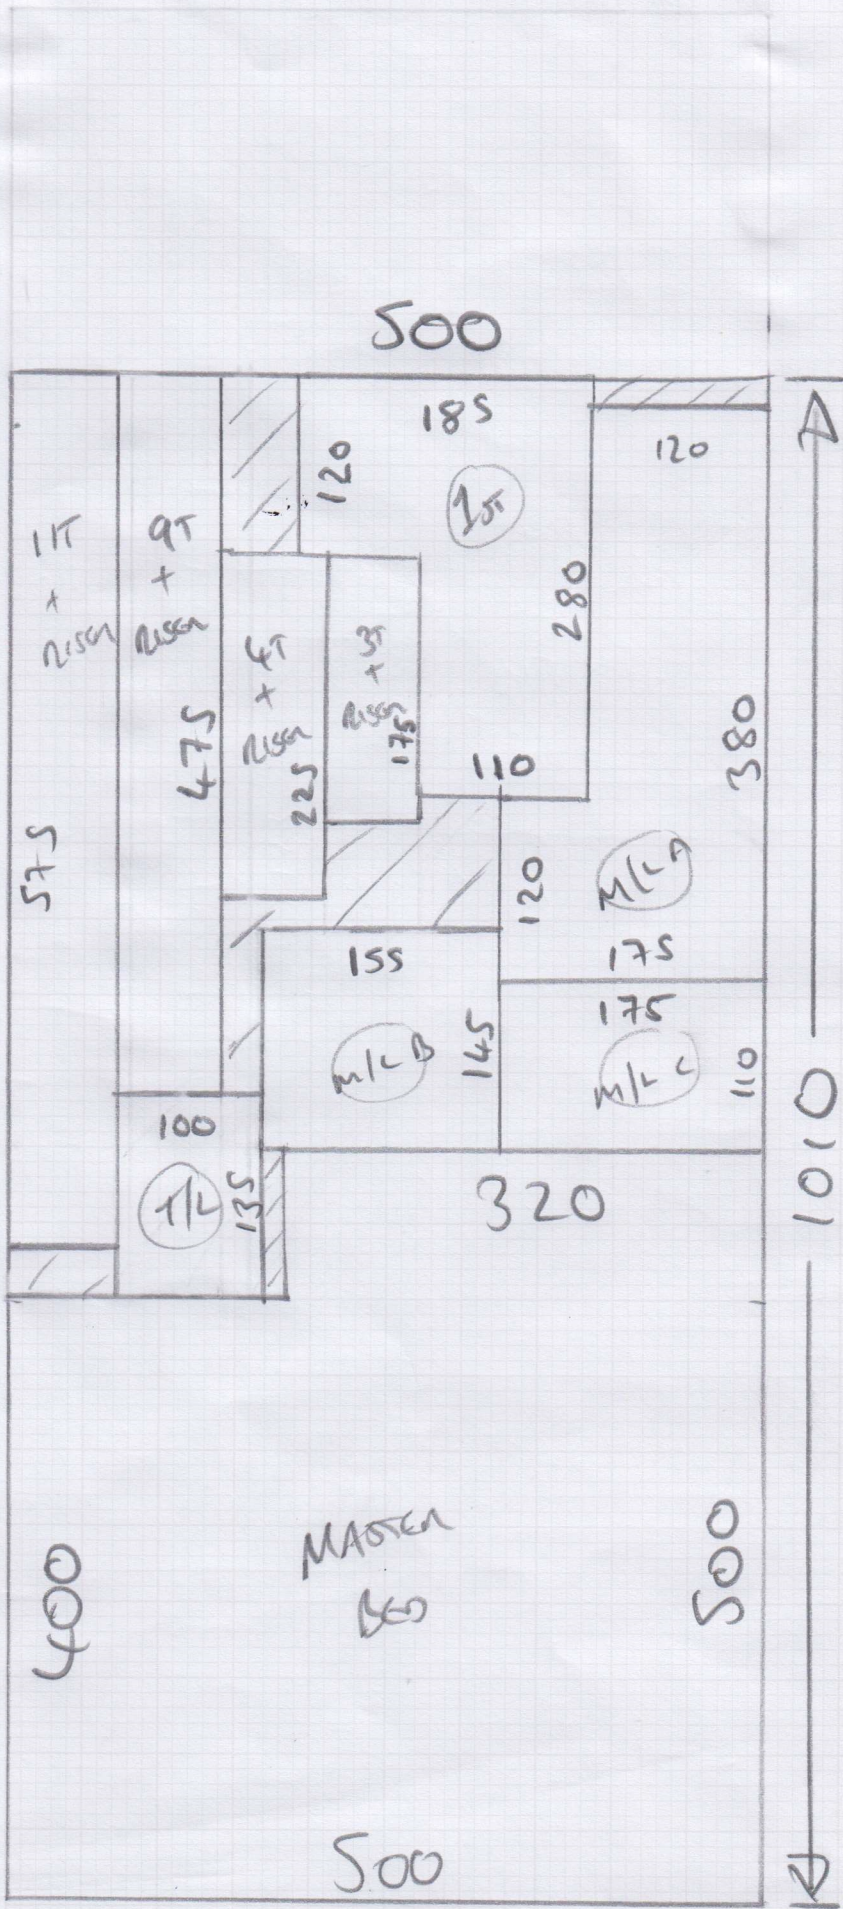 500
185
120
120
1ST
11T
+
RISER
9T
+
RISER
280
4T
+
RISER
3T
+
RISER
475
225
175
110
380
575
120
M/L A
155
175
175
M/L B
145
M/L C
110
1010
100
T/L
135
320
MASTER
BED
400
500
500